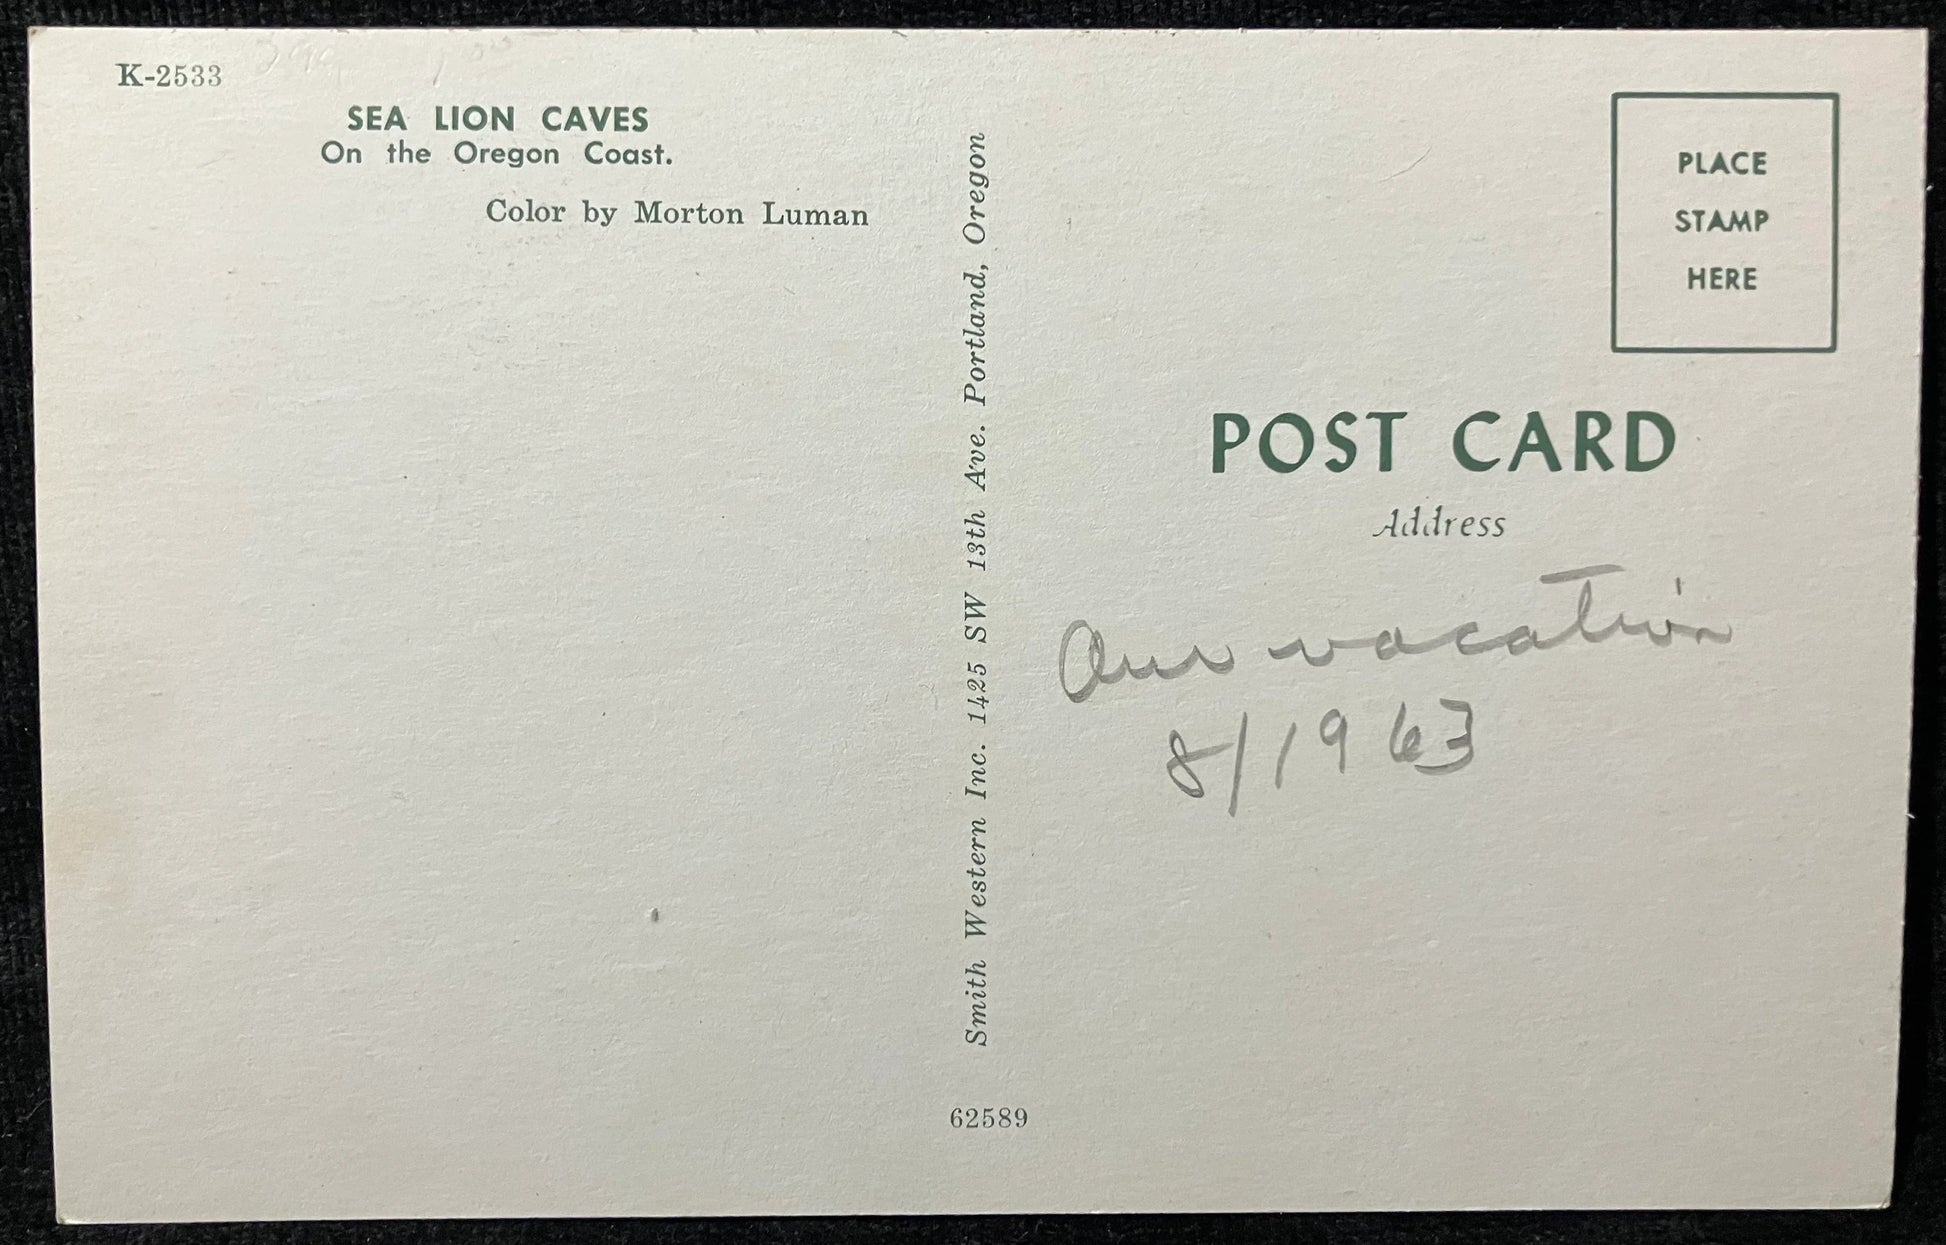 K-2533
SEA LION CAVES
On the Oregon Coast.
Color by Morton Luman
Smith Western Inc. 1425 SW 13th Ave. Portland, Oregon
62589
PLACE
STAMP
HERE
POST CARD
Address
Our vacation
8/1963